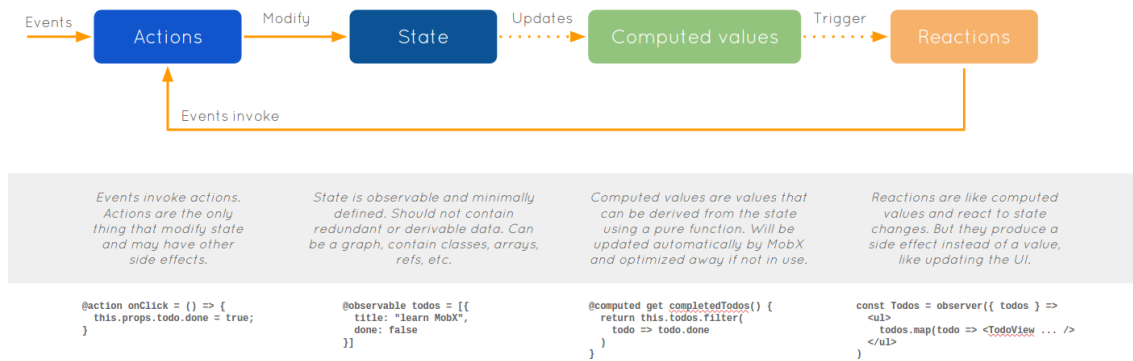 Events
Actions
Modify
State
Updates
Computed values
Trigger
Reactions
Events invoke
Events invoke actions.
Actions are the only
thing that modify state
and may have other
side effects.
State is observable and minimally
defined. Should not contain
redundant or derivable data. Can
be a graph, contain classes, arrays,
refs, etc.
Computed values are values that
can be derived from the state
using a pure function. Will be
updated automatically by MobX
and optimized away if not in use.
Reactions are like computed
values and react to state
changes. But they produce a
side effect instead of a value,
like updating the UI.
@action onClick = () => {
  this.props.todo.done = true;
}
@observable todos = [{
  title: "learn MobX",
  done: false
}]
@computed get completedTodos() {
  return this.todos.filter(
    todo => todo.done
  )
}
const Todos = observer({ todos } =>
  <ul>
    todos.map(todo => <TodoView ... />
  </ul>
)